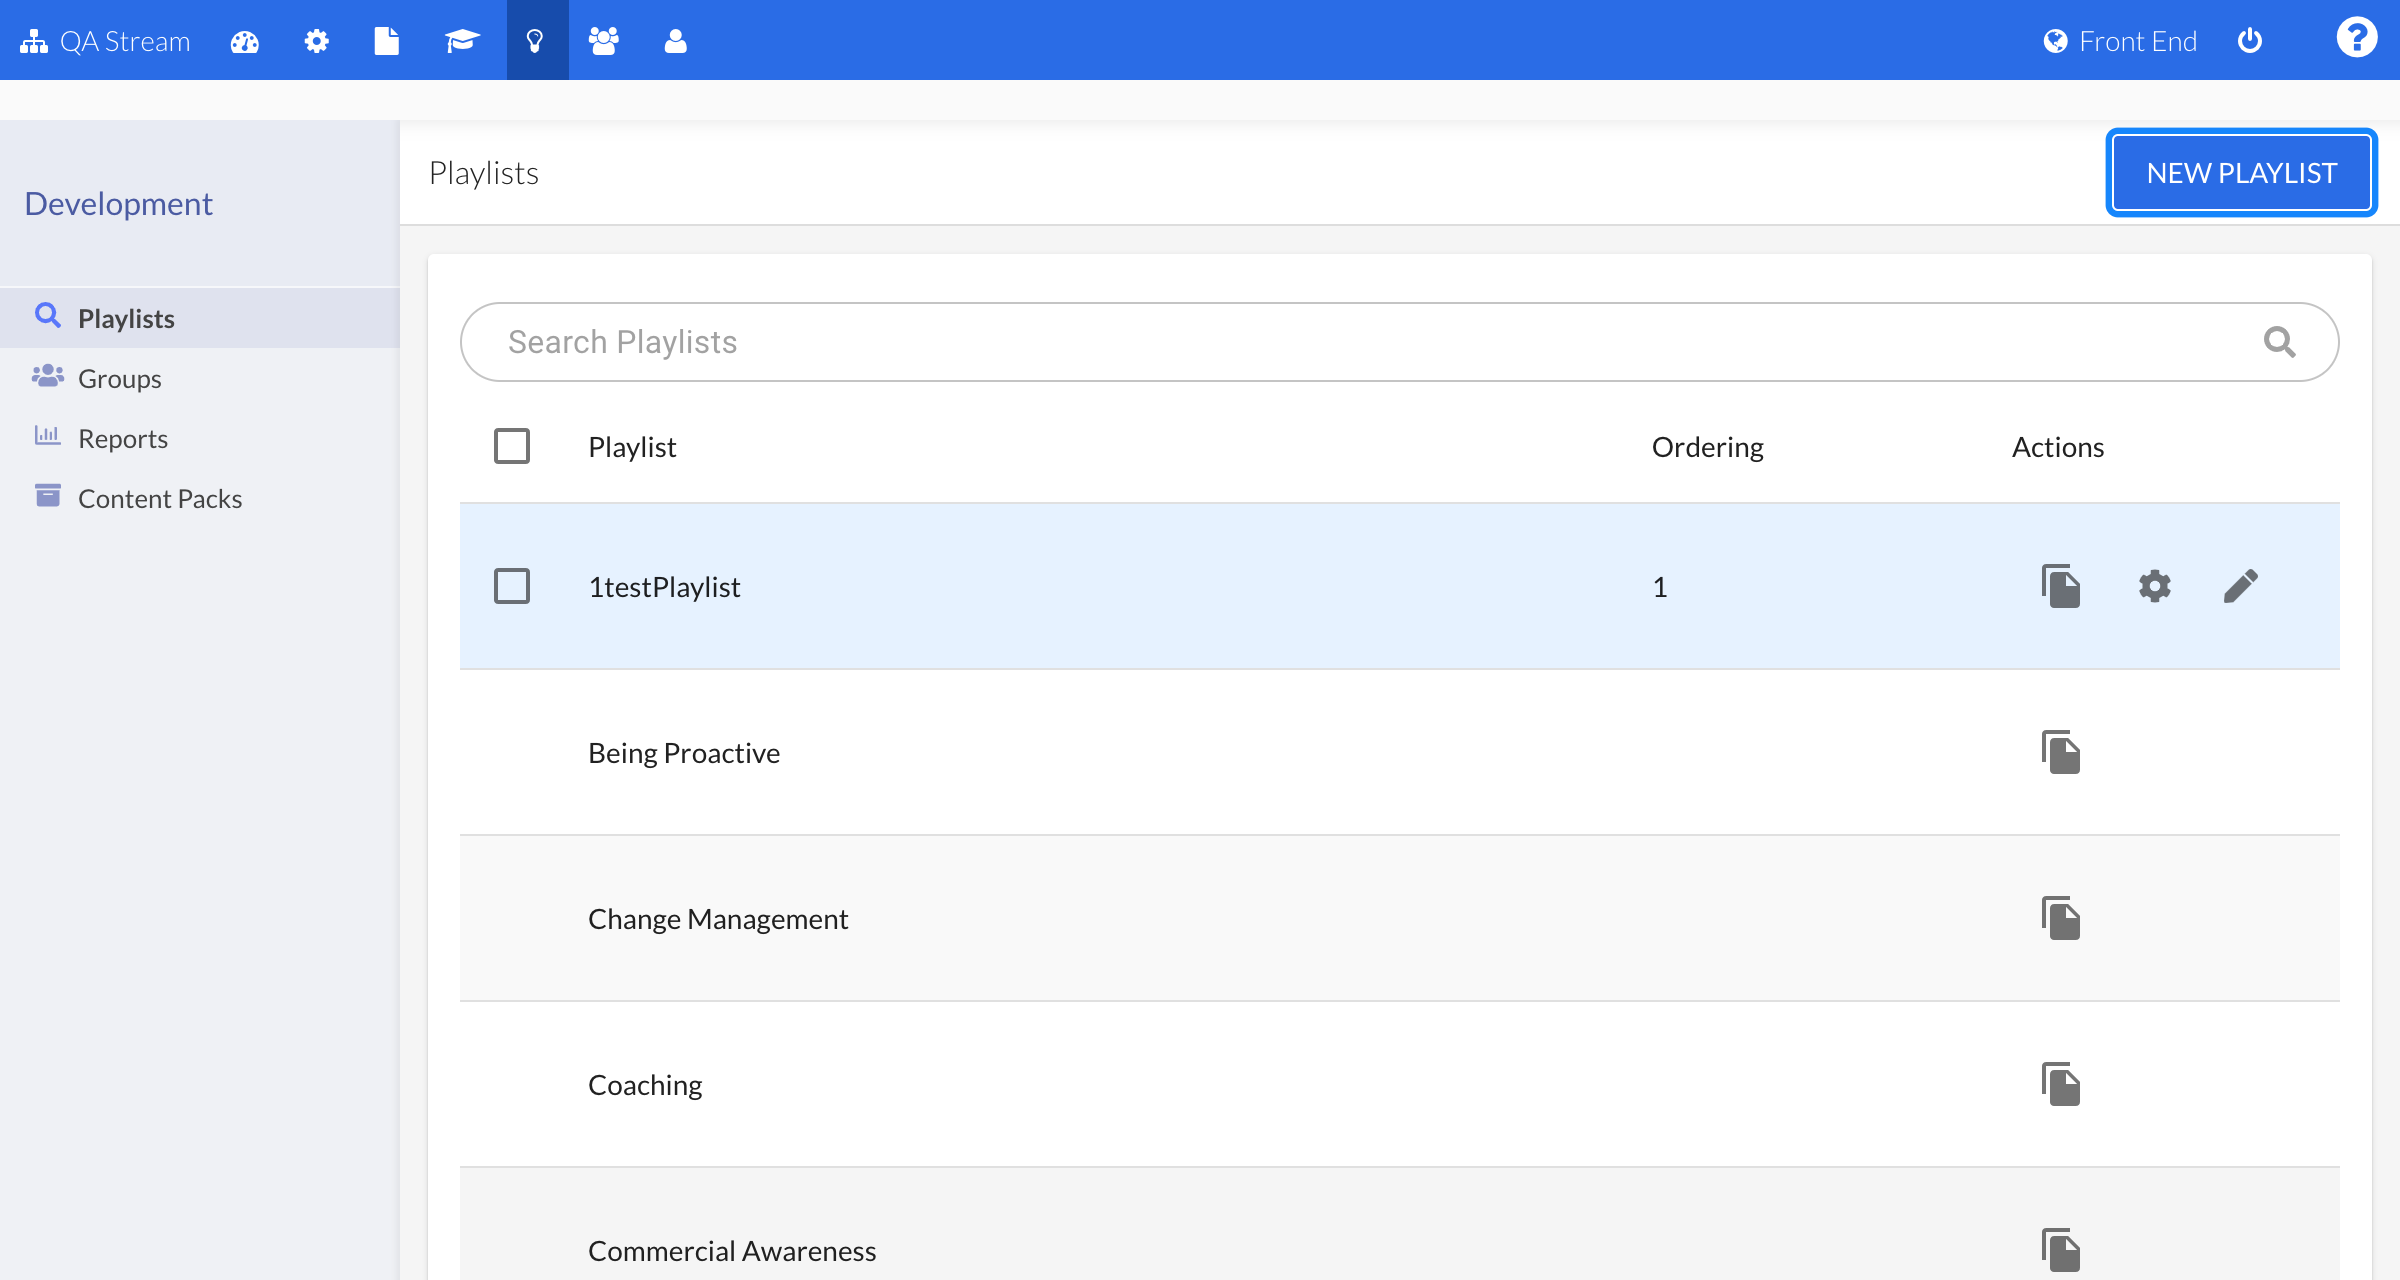 QA Stream
Front End
Development
Playlists
Groups
Reports
Content Packs
Playlists
NEW PLAYLIST
Search Playlists
Playlist Ordering Actions
1testPlaylist 1
Being Proactive
Change Management
Coaching
Commercial Awareness